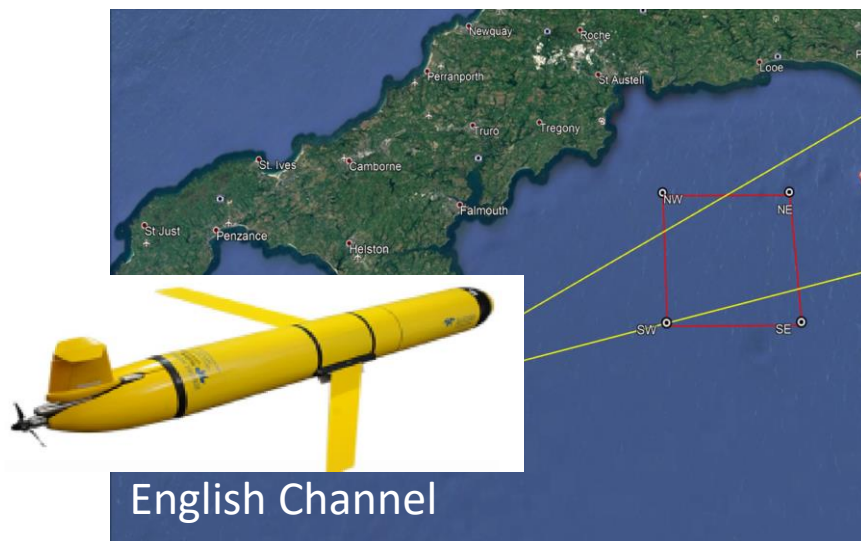 Newquay
Roche
Looe
Perranporth
St Austell
Truro
Tregony
St. Ives
Camborne
NW
NE
Falmouth
St Just
Penzance
Helston
SW
SE
English Channel